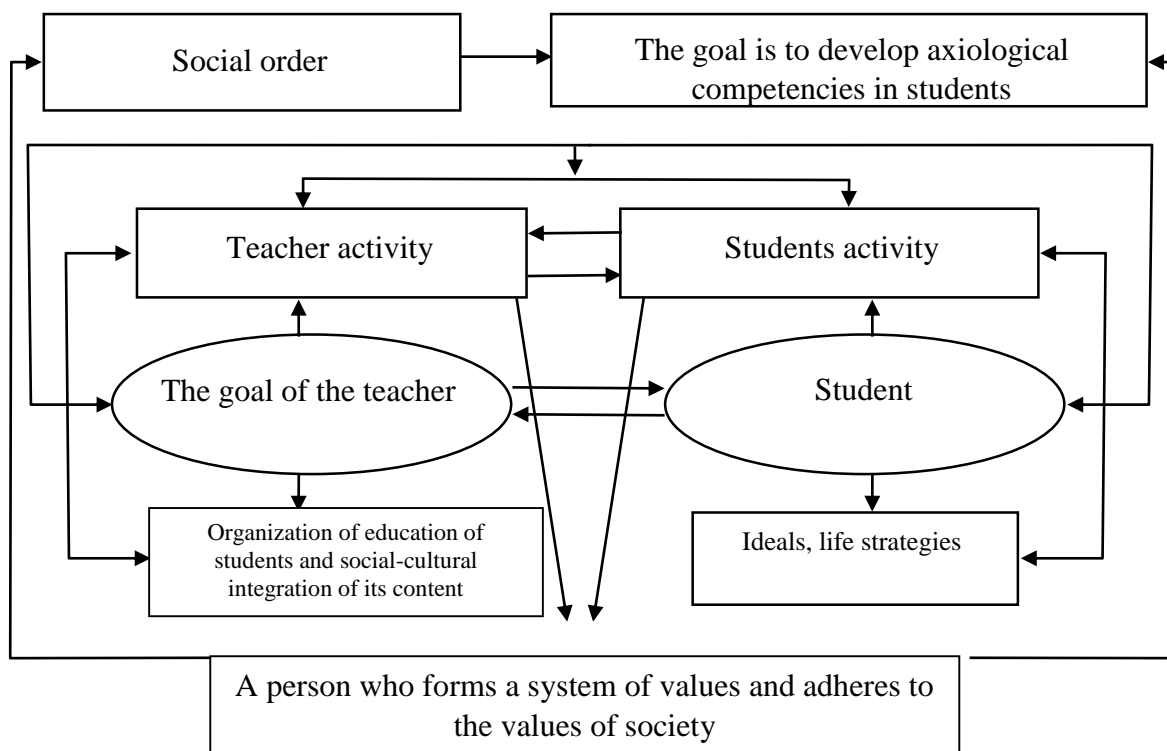 Social order
The goal is to develop axiological
competencies in students
Teacher activity
Students activity
The goal of the teacher
Student
Organization of education of
students and social-cultural
integration of its content
Ideals, life strategies
A person who forms a system of values and adheres to
the values of society